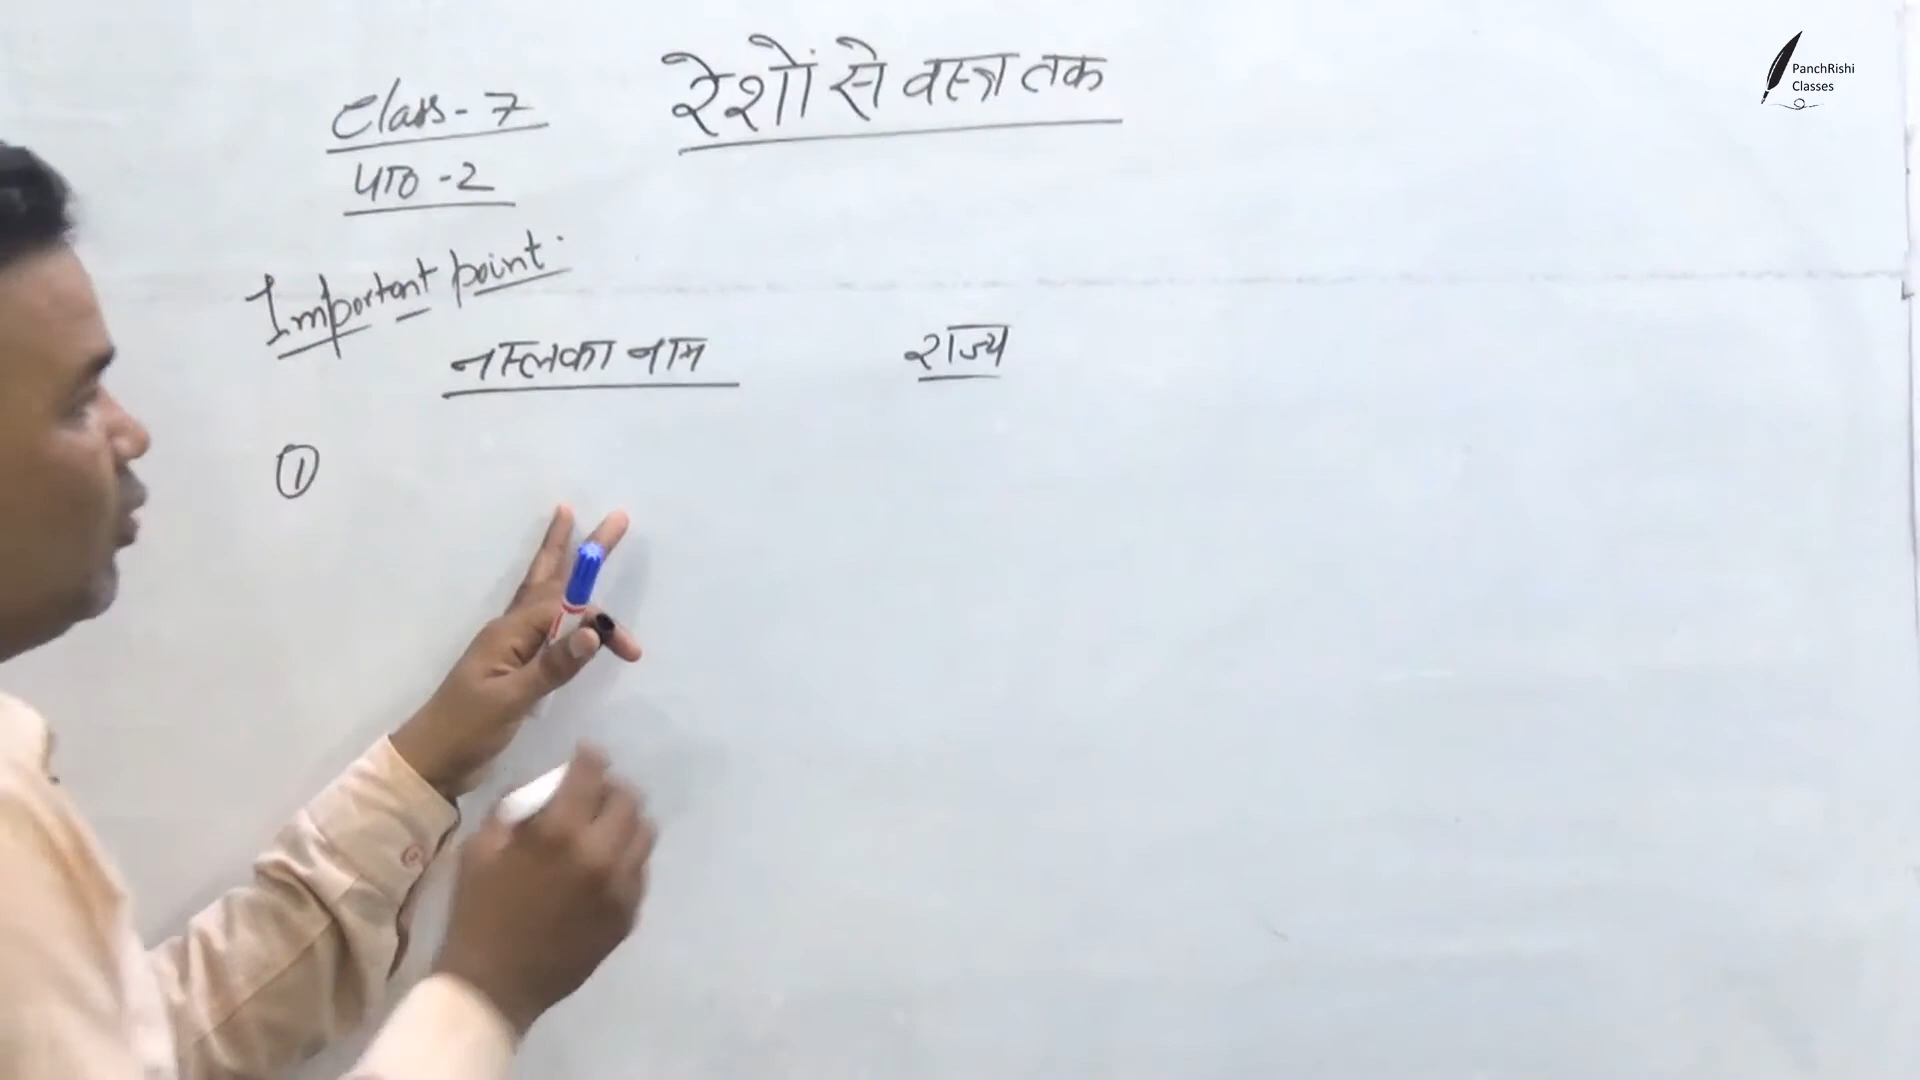 रेशों से वस्त्र तक
Class-7
पाठ-2
Important point.
नस्ल का नाम राज्य
①
PanchRishi
Classes